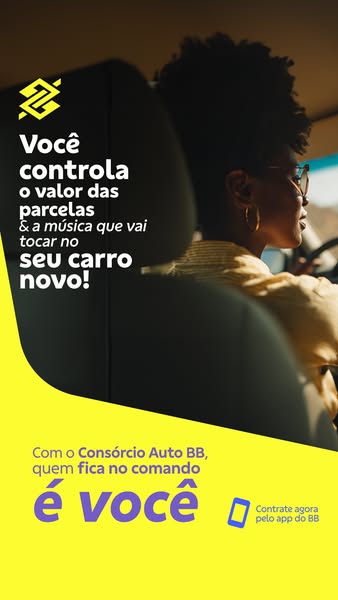 Você
controla
o valor das
parcelas
& a música que vai
tocar no
seu carro
novo!
Com o Consórcio Auto BB,
quem fica no comando
é você
Contrate agora
pelo app do BB